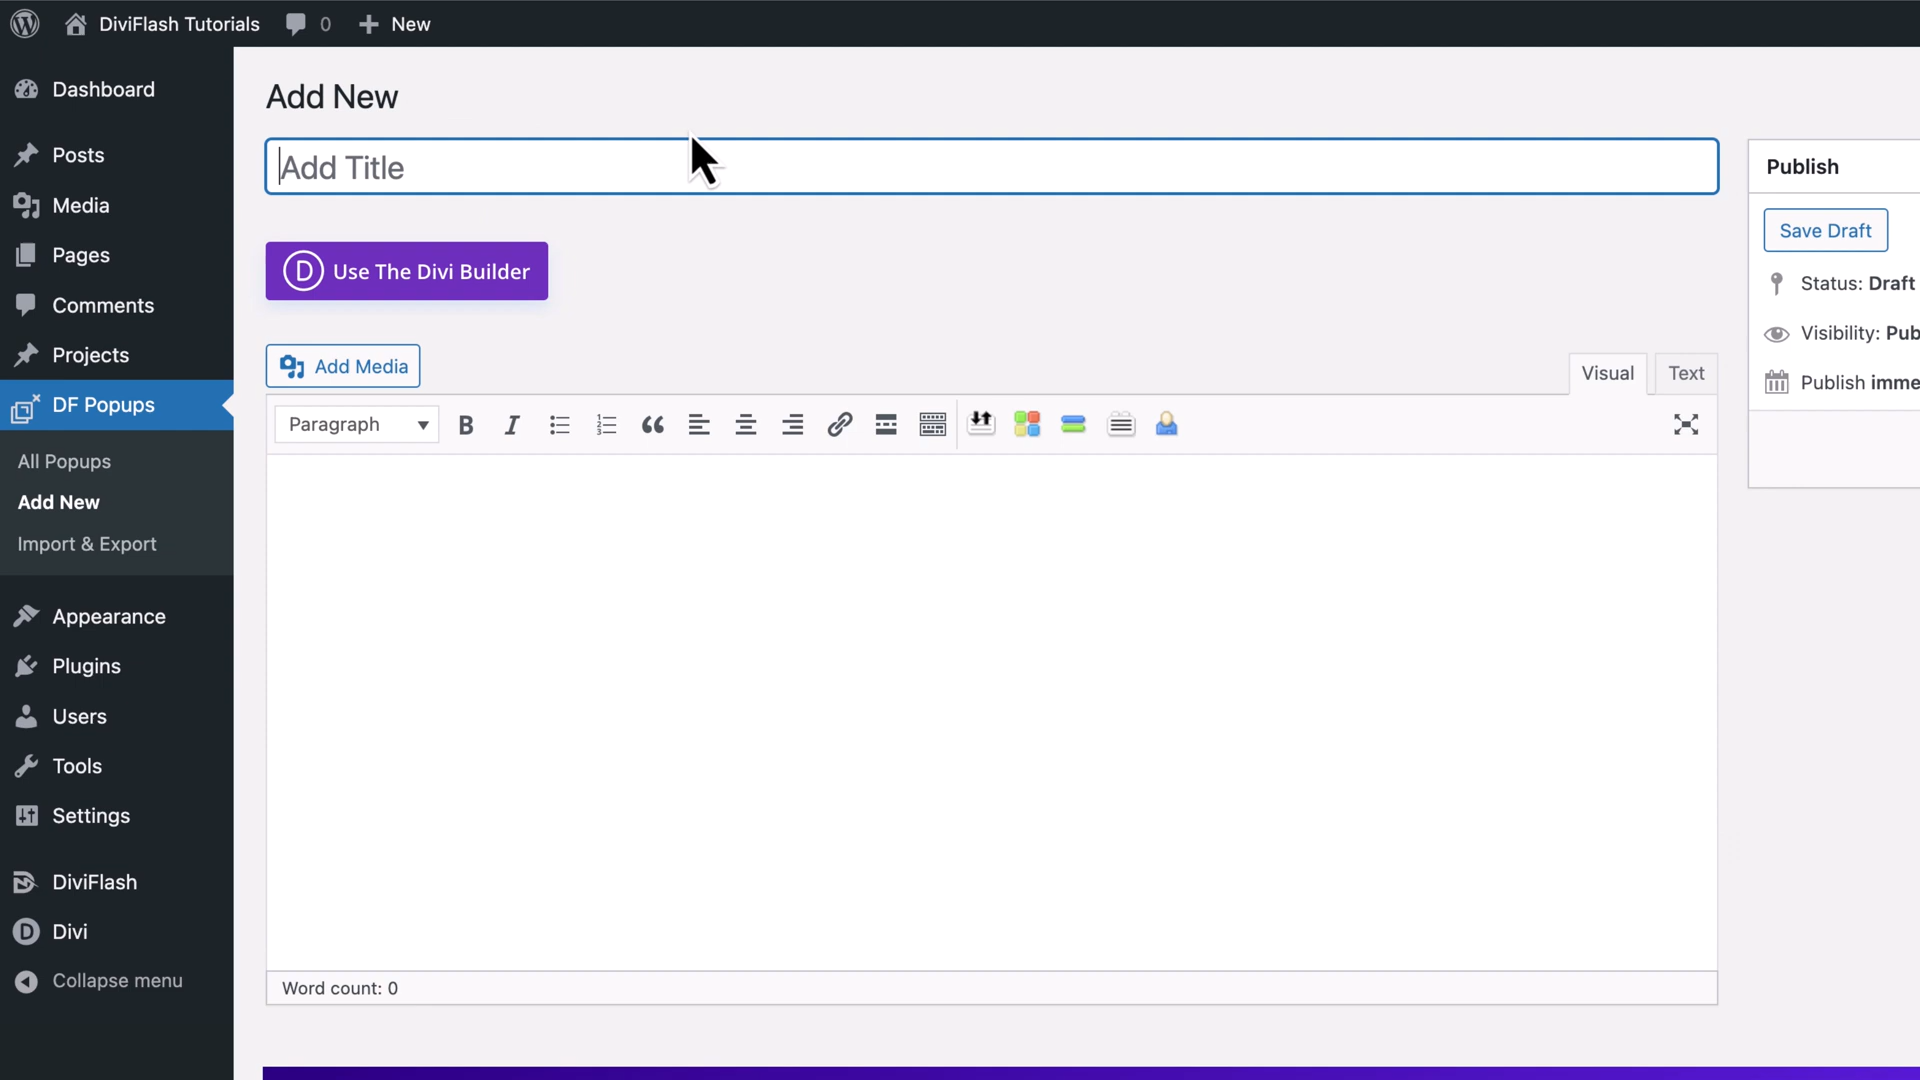 DiviFlash Tutorials
0
New
Dashboard
Posts
Media
Pages
Comments
Projects
DF Popups
All Popups
Add New
Import & Export
Appearance
Plugins
Users
Tools
Settings
DiviFlash
Divi
Collapse menu
Add New
Add Title
D Use The Divi Builder
Add Media
Visual
Text
Paragraph
Word count: 0
Publish
Save Draft
Status: Draft
Visibility: Pub
Publish imme